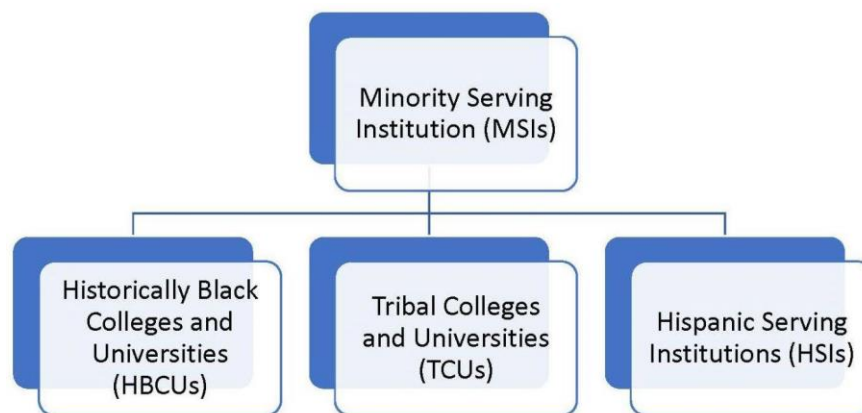 Minority Serving
Institution (MSIs)
Historically Black
Colleges and
Universities
(HBCUs)
Tribal Colleges
and Universities
(TCUs)
Hispanic Serving
Institutions (HSIs)